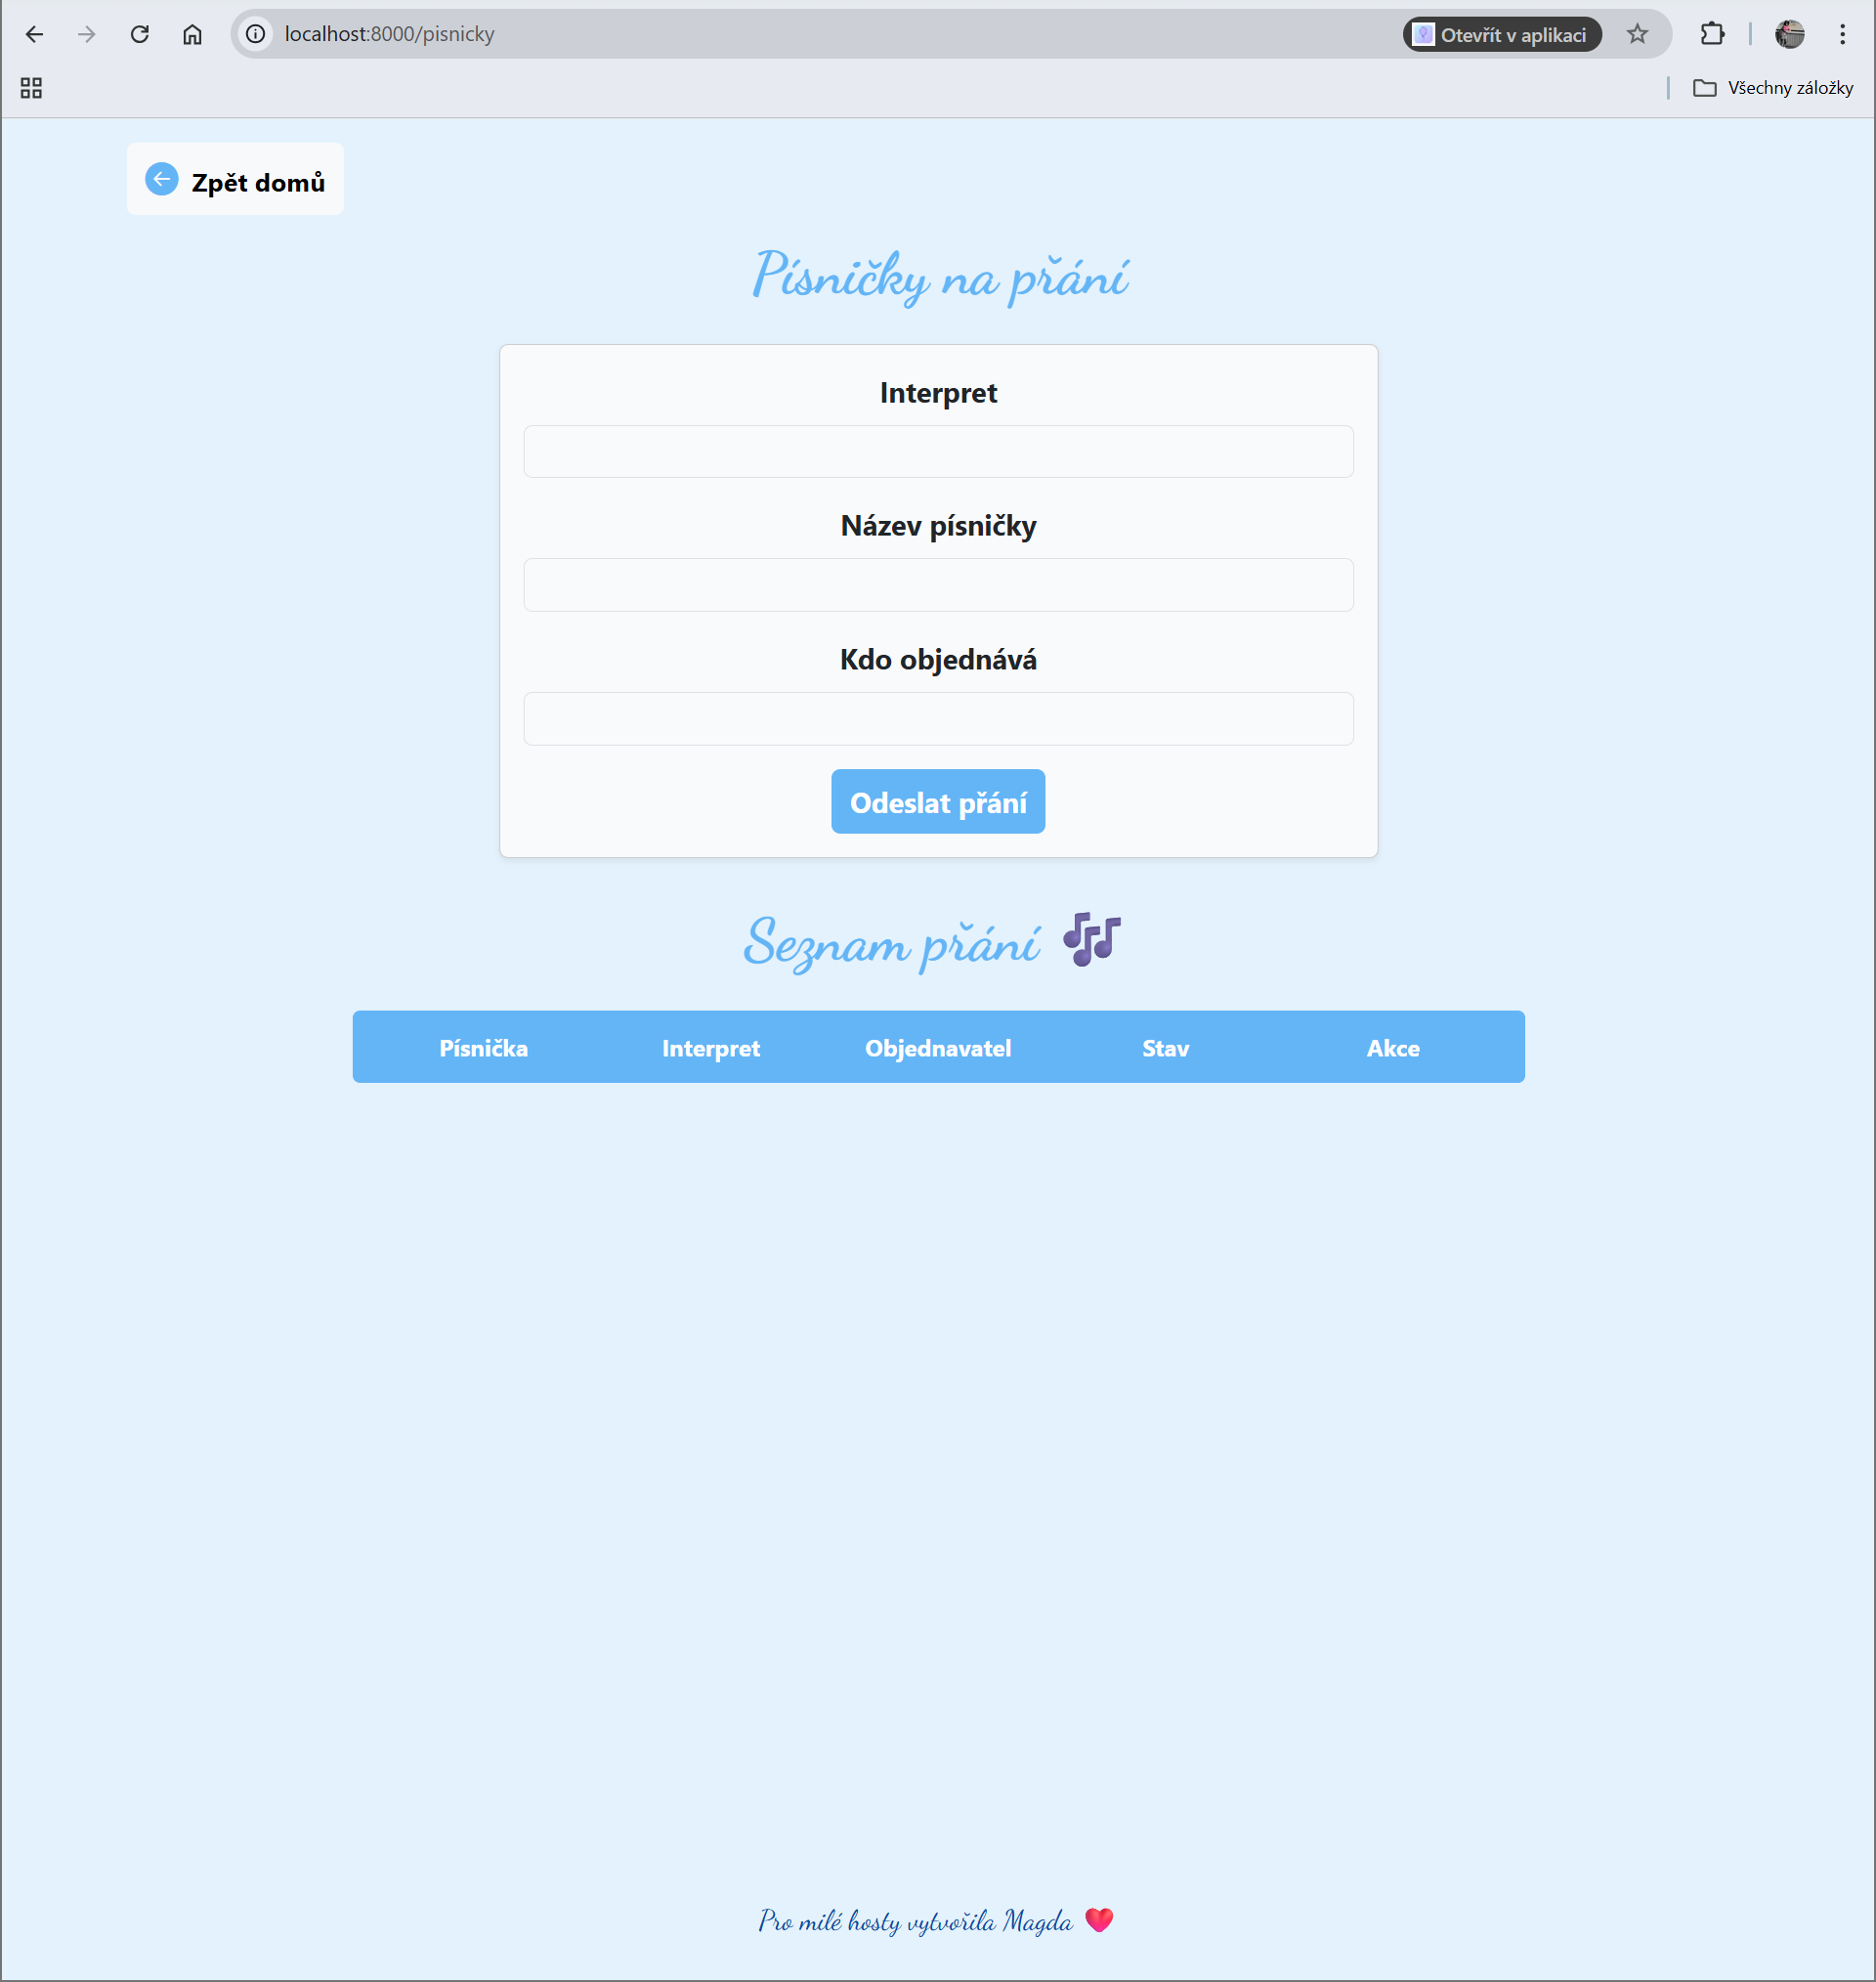 localhost:8000/pisnicky
Otevřít v aplikaci
Všechny záložky
Zpět domů
Písničky na přání
Interpret
Název písničky
Kdo objednává
Odeslat přání
Seznam přání 🎶
Písnička Interpret Objednavatel Stav Akce
Pro milé hosty vytvořila Magda ❤️